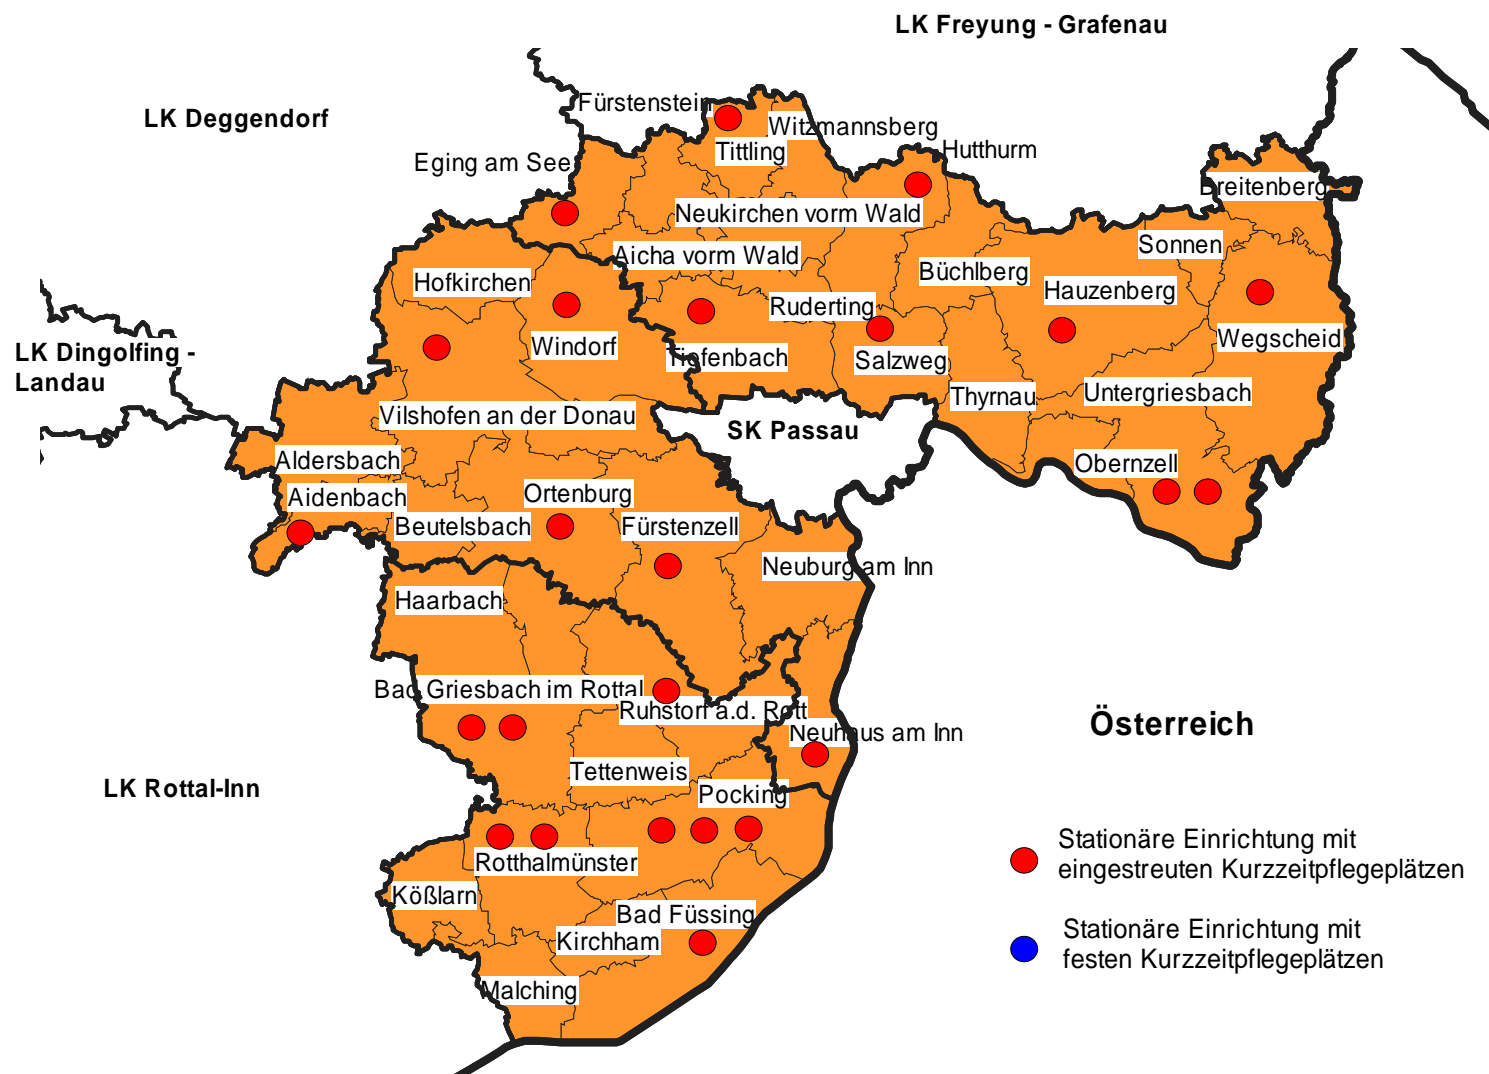 LK Freyung - Grafenau
LK Deggendorf
Fürstenstein
Witzmannsberg
Tittling
Hutthurm
Eging am See
Breitenberg
Neukirchen vorm Wald
Sonnen
Aicha vorm Wald
Büchlberg
Hofkirchen
Hauzenberg
Ruderting
Wegscheid
Windorf
LK Dingolfing -
Landau
Tiefenbach
Salzweg
Untergriesbach
Thyrnau
Vilshofen an der Donau
SK Passau
Aldersbach
Obernzell
Aidenbach
Ortenburg
Beutelsbach
Fürstenzell
Neuburg am Inn
Haarbach
Bad Griesbach im Rottal
Ruhstorf a.d. Rott
Österreich
Neuhaus am Inn
Tettenweis
LK Rottal-Inn
Pocking
Stationäre Einrichtung mit
eingestreuten Kurzzeitpflegeplätzen
Rotthalmünster
Kößlarn
Bad Füssing
Stationäre Einrichtung mit
festen Kurzzeitpflegeplätzen
Kirchham
Malching